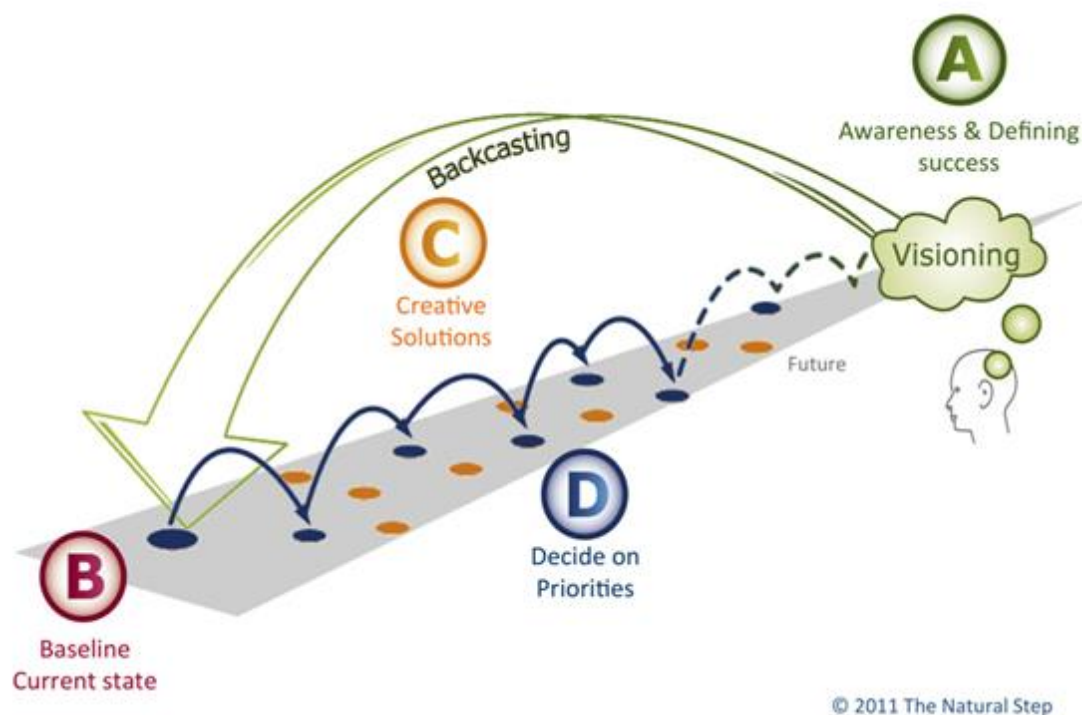 A
Awareness & Defining
success
Backcasting
C
Creative
Solutions
Visioning
Future
D
Decide on
Priorities
B
Baseline
Current state
© 2011 The Natural Step